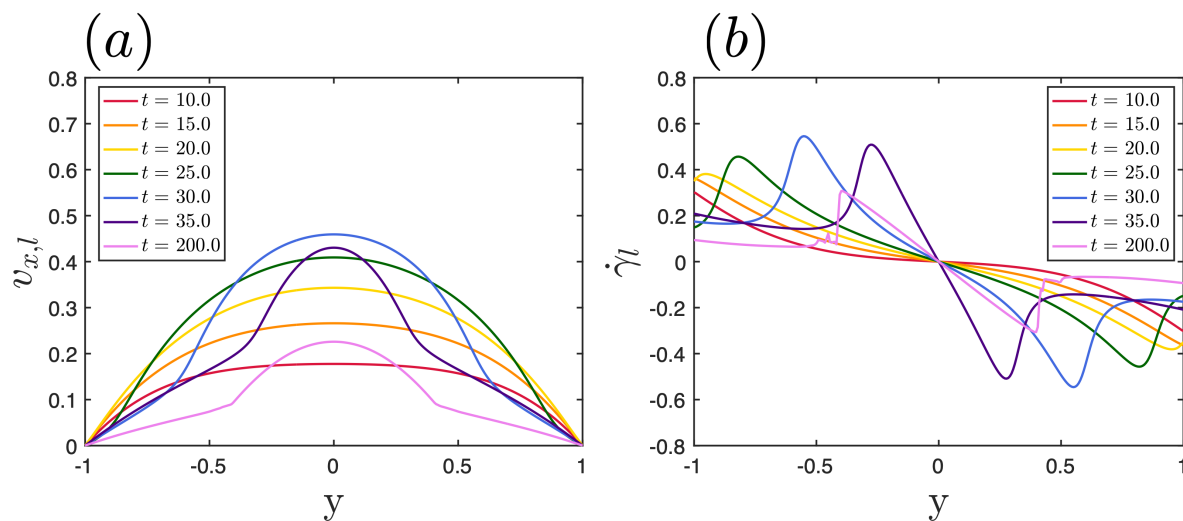 (a)
0.8
0.7
0.6
0.5
0.4
0.3
0.2
0.1
0
-1
-0.5
0
0.5
1
v_{x,l}
y
t = 10.0
t = 15.0
t = 20.0
t = 25.0
t = 30.0
t = 35.0
t = 200.0
(b)
0.8
0.6
0.4
0.2
0
-0.2
-0.4
-0.6
-0.8
-1
-0.5
0
0.5
1
γ̇_l
y
t = 10.0
t = 15.0
t = 20.0
t = 25.0
t = 30.0
t = 35.0
t = 200.0